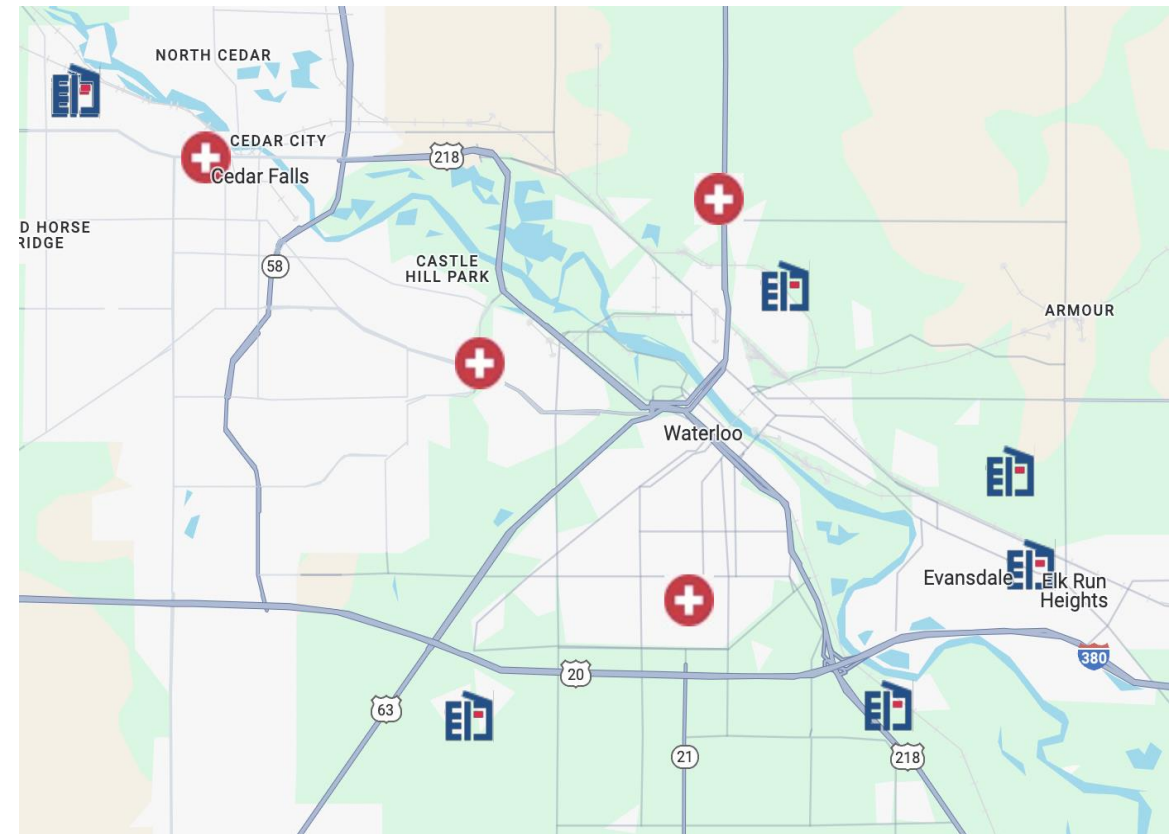 NORTH CEDAR
CEDAR CITY
Cedar Falls
218
D HORSE
RIDGE
CASTLE
HILL PARK
58
ARMOUR
Waterloo
Evansdale
Elk Run
Heights
380
20
63
21
218